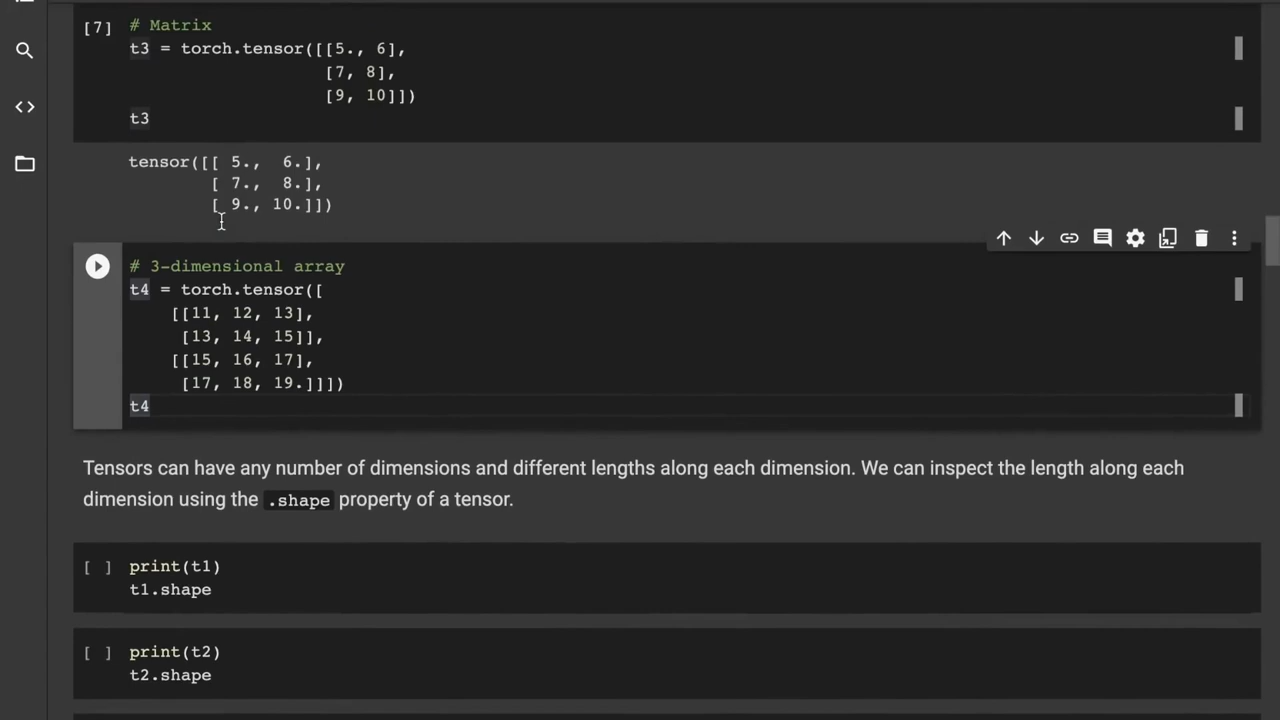 [7] # Matrix
t3 = torch.tensor([[5., 6],
[7, 8],
[9, 10]])
t3
tensor([[ 5., 6.],
[ 7., 8.],
[ 9., 10.]])
# 3-dimensional array
t4 = torch.tensor([
[[11, 12, 13],
[13, 14, 15]],
[[15, 16, 17],
[17, 18, 19.]]])
t4
Tensors can have any number of dimensions and different lengths along each dimension. We can inspect the length along each
dimension using the .shape property of a tensor.
[ ] print(t1)
t1.shape
[ ] print(t2)
t2.shape